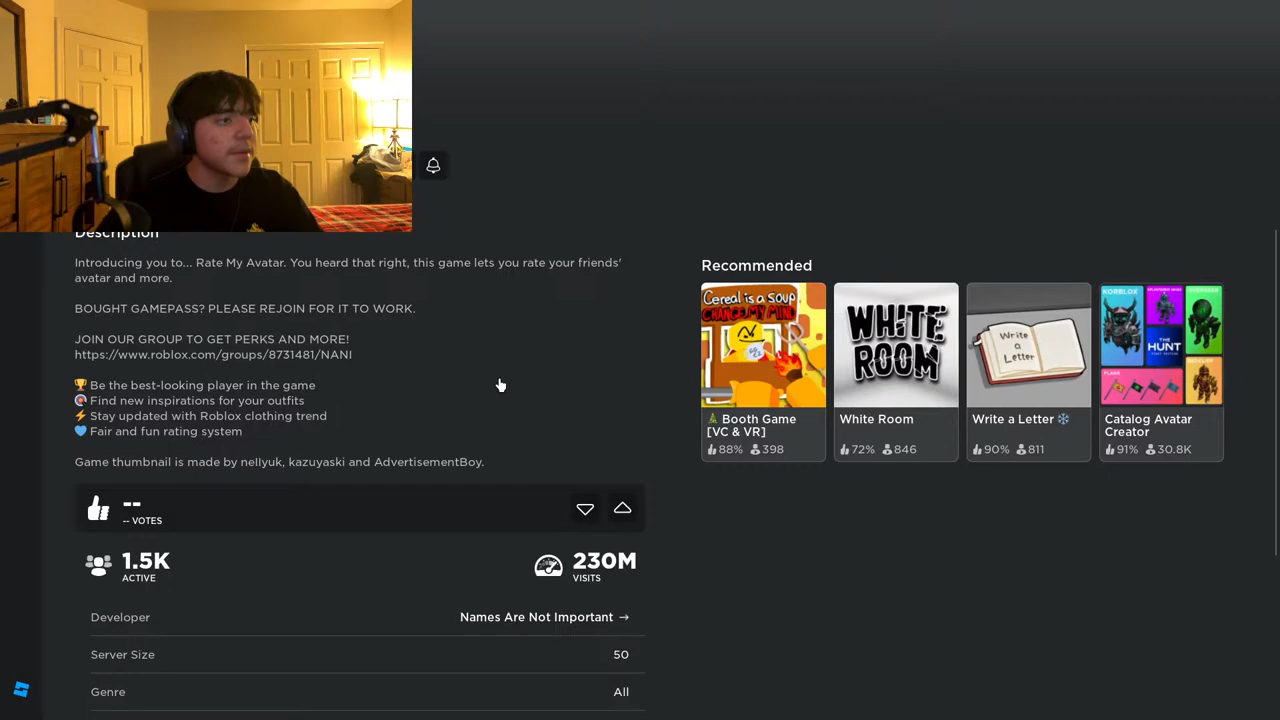 Description
Introducing you to... Rate My Avatar. You heard that right, this game lets you rate your friends'
avatar and more.
BOUGHT GAMEPASS? PLEASE REJOIN FOR IT TO WORK.
JOIN OUR GROUP TO GET PERKS AND MORE!
https://www.roblox.com/groups/8731481/NANI
🏆 Be the best-looking player in the game
🎯 Find new inspirations for your outfits
⚡ Stay updated with Roblox clothing trend
💙 Fair and fun rating system
Game thumbnail is made by nellyuk, kazuyaski and AdvertisementBoy.
--
-- VOTES
1.5K
ACTIVE
230M
VISITS
Developer
Names Are Not Important →
Server Size
50
Genre
All
Recommended
Cereal is a soup
CHANGE MY MIND
🎄 Booth Game
[VC & VR]
88% 398
WHITE
ROOM
White Room
72% 846
Write
a
Letter
Write a Letter ❄️
90% 811
KORBLOX
OVERSEER
THE
HUNT
FLAGS
Catalog Avatar
Creator
91% 30.8K